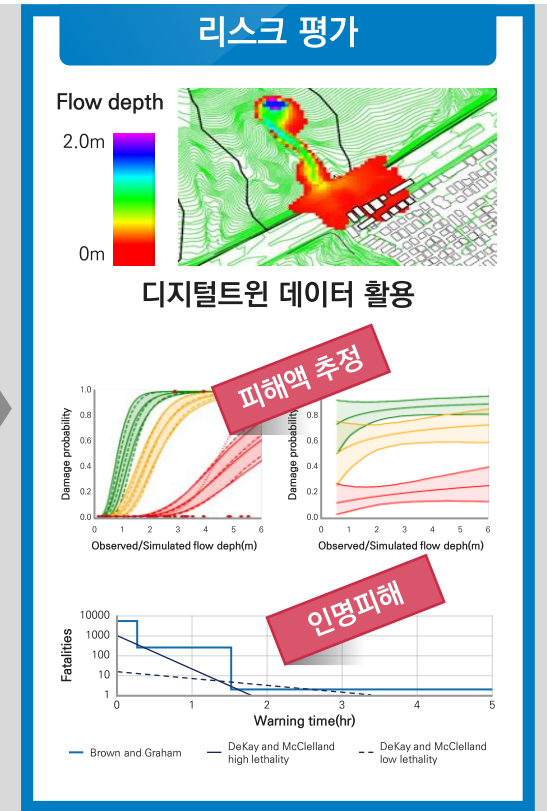 리스크 평가
Flow depth
2.0m
0m
디지털트윈 데이터 활용
피해액 추정
Damage probability
1.0
0.8
0.6
0.4
0.2
0.0
0 1 2 3 4 5 6
Observed/Simulated flow deph(m)
Damage probability
0.8
0.6
0.4
0.2
0.0
0 1 2 3 4 5 6
Observed/Simulated flow deph(m)
인명피해
Fatalities
10000
1000
100
10
1
0 1 2 3 4 5
Warning time(hr)
Brown and Graham
DeKay and McClelland
high lethality
DeKay and McClelland
low lethality